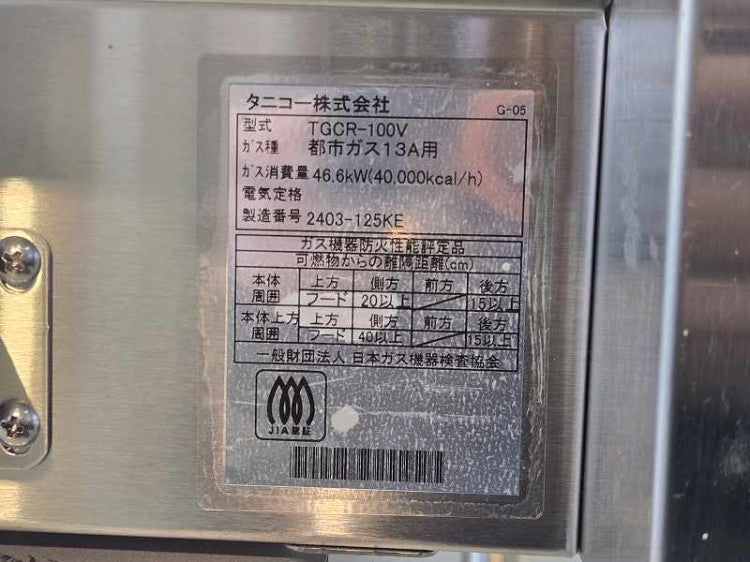 タニコー株式会社 G-05
型式 TGCR-100V
ガス種 都市ガス13A用
ガス消費量 46.6kW(40,000kcal/h)
電気定格
製造番号 2403-125KE
ガス機器防火性能評定品
可燃物からの離隔距離(cm)
本体周囲 上方 側方 前方 後方
フード 20以上 15以上
本体上方周囲 上方 側方 前方 後方
フード 40以上 15以上
一般財団法人 日本ガス機器検査協会
JIA認証